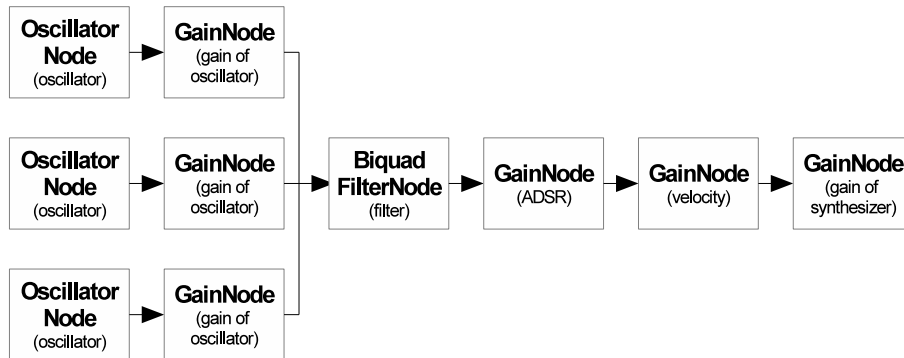 Oscillator
Node
(oscillator)
GainNode
(gain of
oscillator)
Oscillator
Node
(oscillator)
GainNode
(gain of
oscillator)
Biquad
FilterNode
(filter)
GainNode
(ADSR)
GainNode
(velocity)
GainNode
(gain of
synthesizer)
Oscillator
Node
(oscillator)
GainNode
(gain of
oscillator)